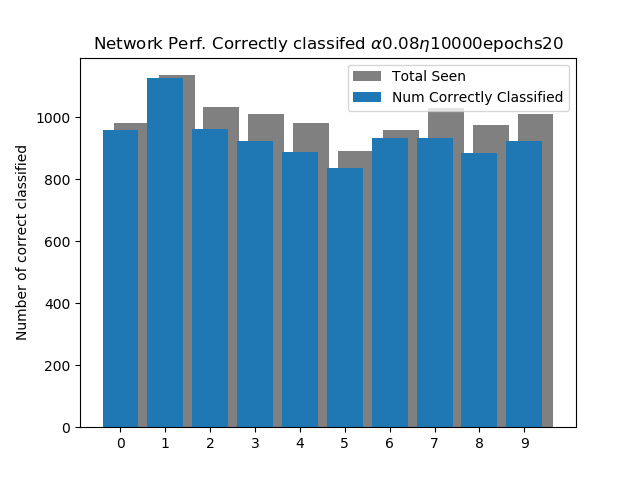 Network Perf. Correctly classifed α0.08η10000epochs20
Total Seen
Num Correctly Classified
Number of correct classified
1000
800
600
400
200
0
0 1 2 3 4 5 6 7 8 9